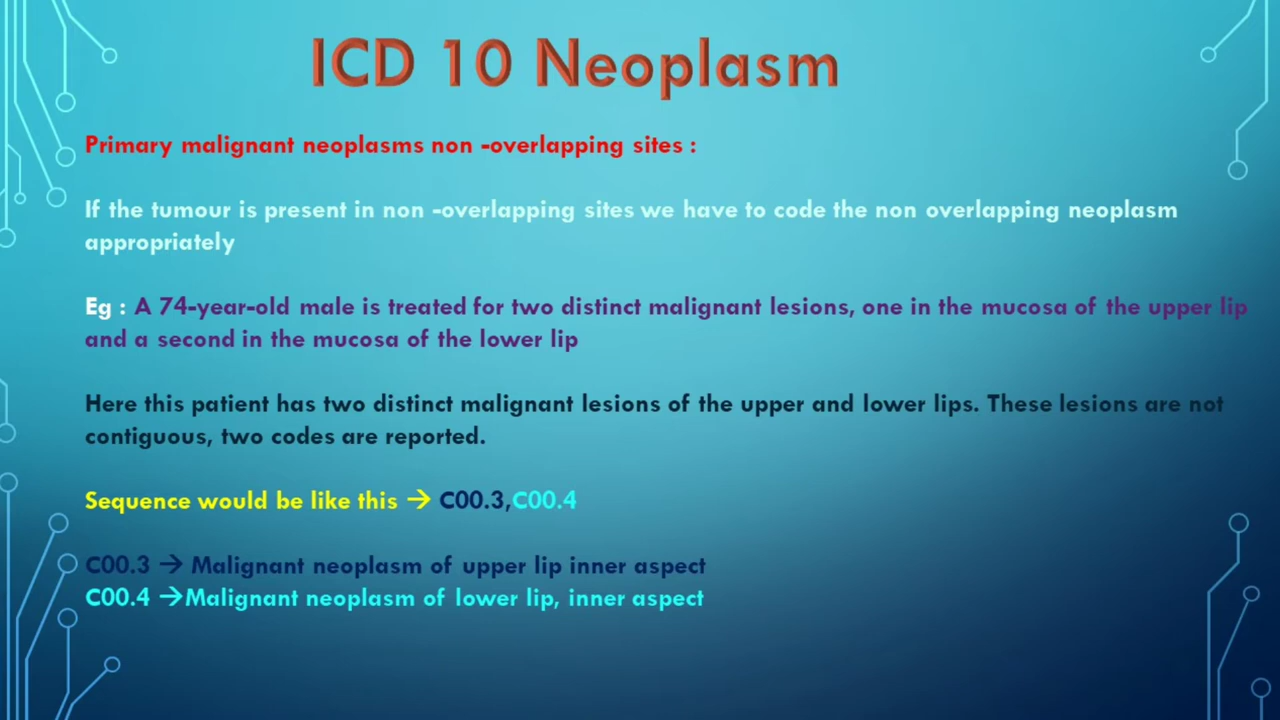 ICD 10 Neoplasm
Primary malignant neoplasms non -overlapping sites :
If the tumour is present in non -overlapping sites we have to code the non overlapping neoplasm
appropriately
Eg : A 74-year-old male is treated for two distinct malignant lesions, one in the mucosa of the upper lip
and a second in the mucosa of the lower lip
Here this patient has two distinct malignant lesions of the upper and lower lips. These lesions are not
contiguous, two codes are reported.
Sequence would be like this → C00.3,C00.4
C00.3 → Malignant neoplasm of upper lip inner aspect
C00.4 →Malignant neoplasm of lower lip, inner aspect